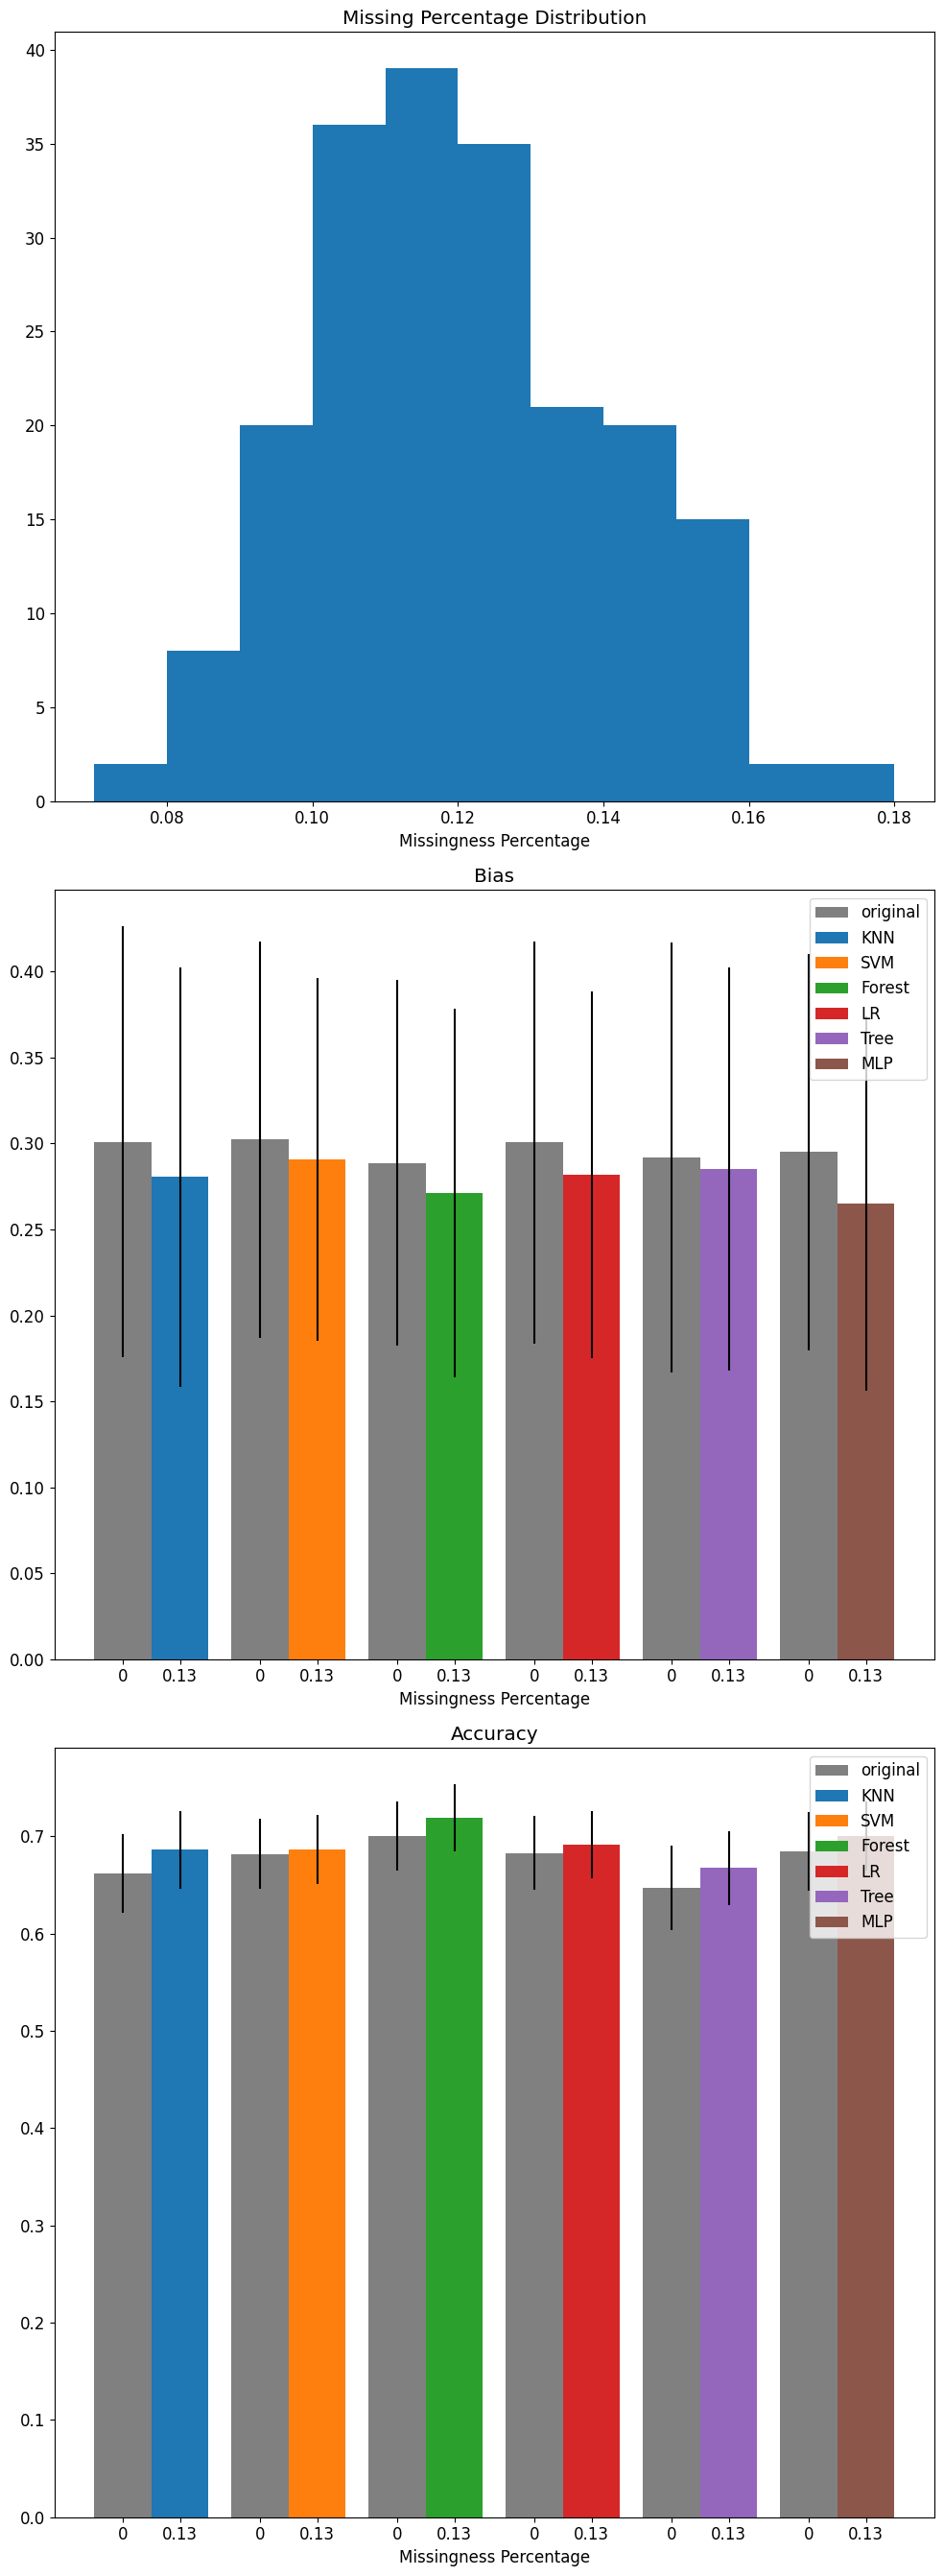 Missing Percentage Distribution
40
35
30
25
20
15
10
5
0
0.08 0.10 0.12 0.14 0.16 0.18
Missingness Percentage
Bias
original
KNN
SVM
Forest
LR
Tree
MLP
0.40
0.35
0.30
0.25
0.20
0.15
0.10
0.05
0.00
0 0.13 0 0.13 0 0.13 0 0.13 0 0.13 0 0.13
Missingness Percentage
Accuracy
original
KNN
SVM
Forest
LR
Tree
MLP
0.7
0.6
0.5
0.4
0.3
0.2
0.1
0.0
0 0.13 0 0.13 0 0.13 0 0.13 0 0.13 0 0.13
Missingness Percentage